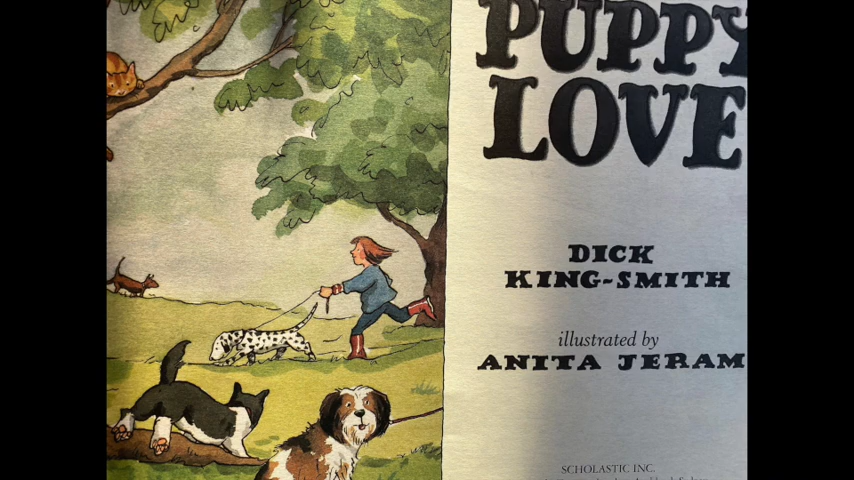 PUPPY
LOVE
DICK
KING-SMITH
illustrated by
ANITA JERAM
SCHOLASTIC INC.